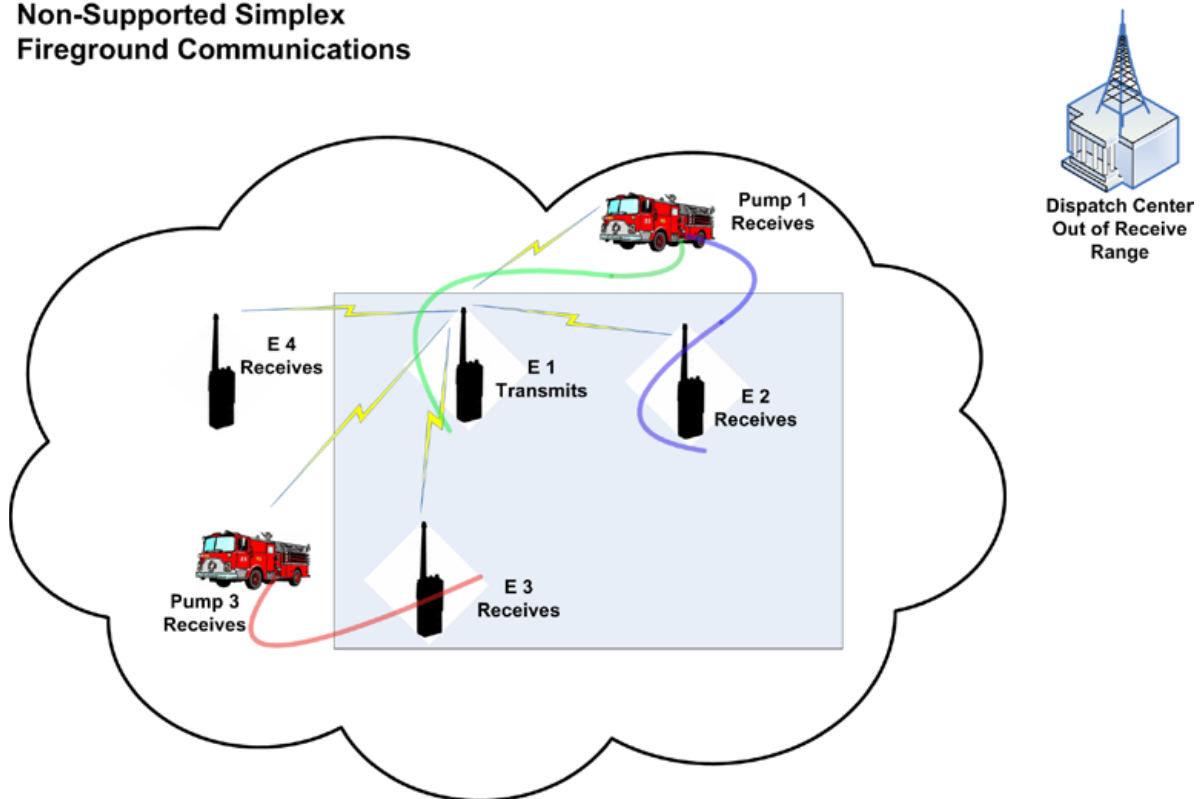 Non-Supported Simplex
Fireground Communications
Dispatch Center
Out of Receive
Range
Pump 1
Receives
E 4
Receives
E 1
Transmits
E 2
Receives
Pump 3
Receives
E 3
Receives